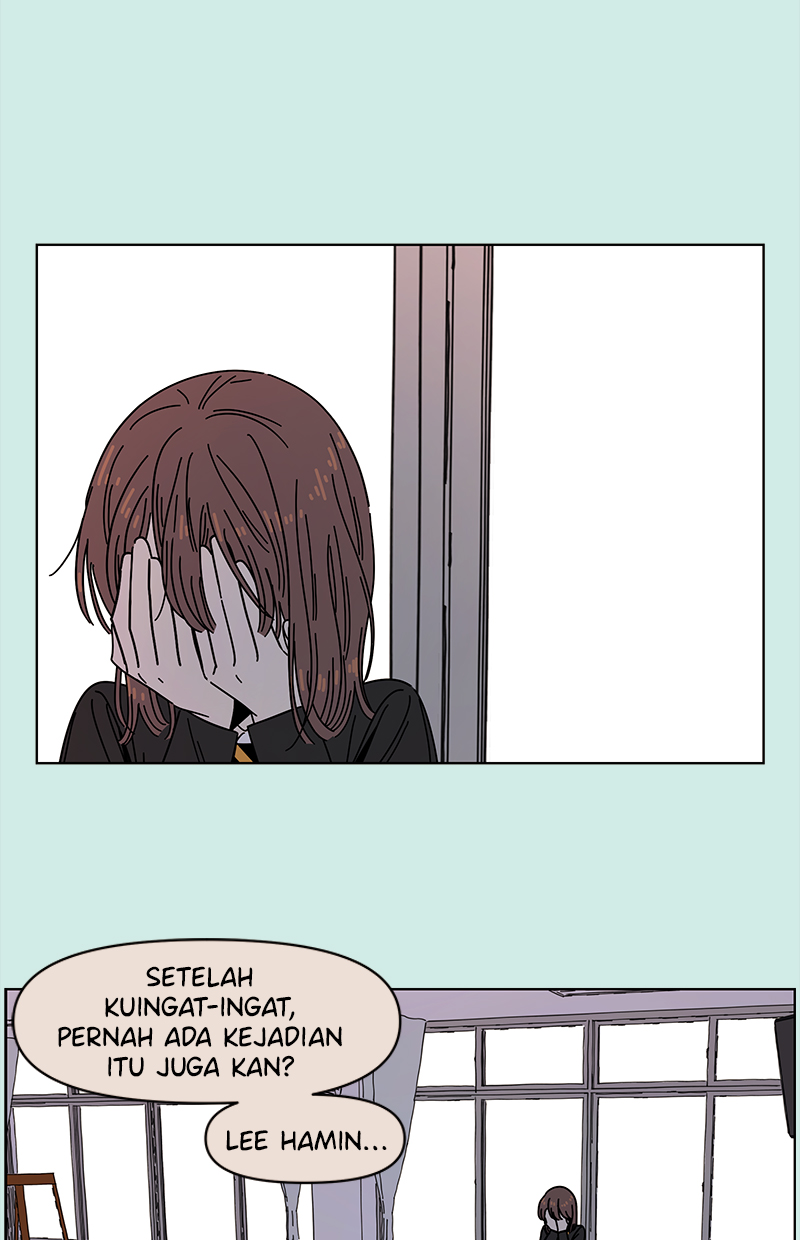 SETELAH
KUINGAT-INGAT,
PERNAH ADA KEJADIAN
ITU JUGA KAN?
LEE HAMIN...